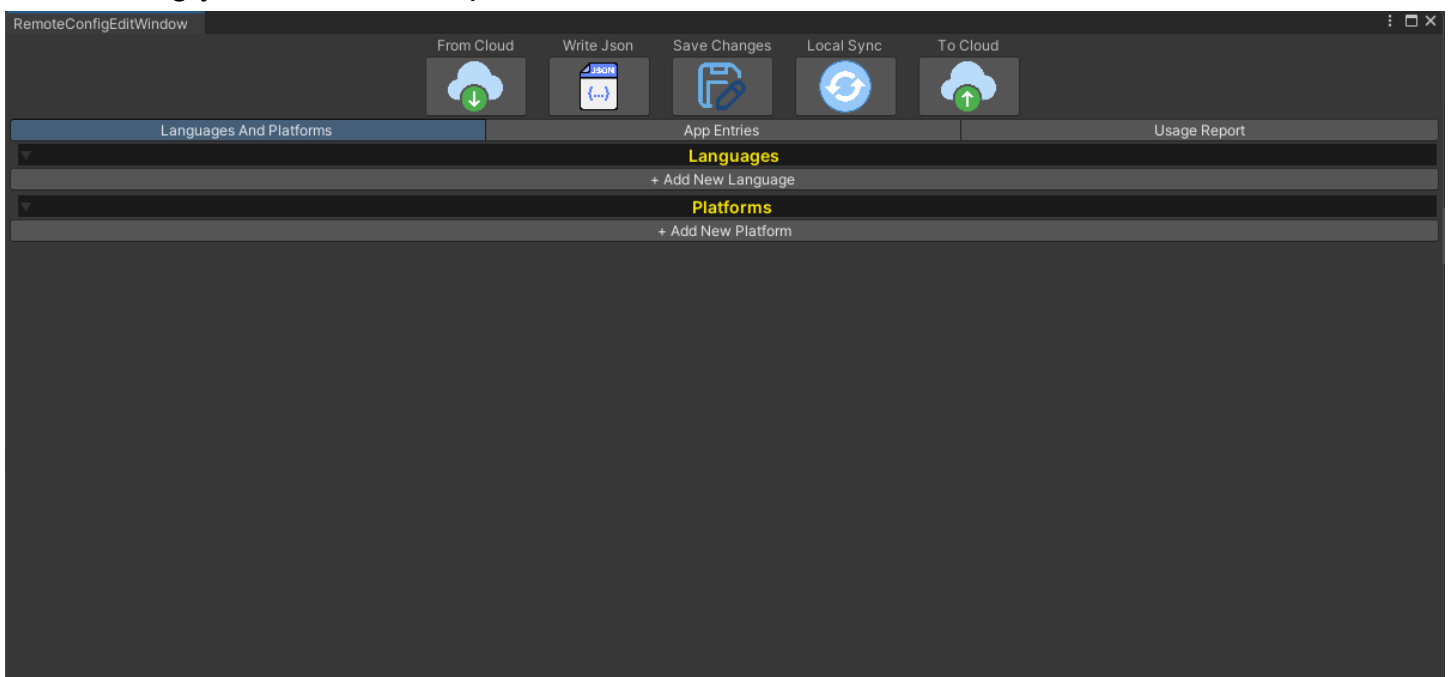 RemoteConfigEditWindow
From Cloud Write Json Save Changes Local Sync To Cloud
JSON
{...}
Languages And Platforms App Entries Usage Report
Languages
+ Add New Language
Platforms
+ Add New Platform